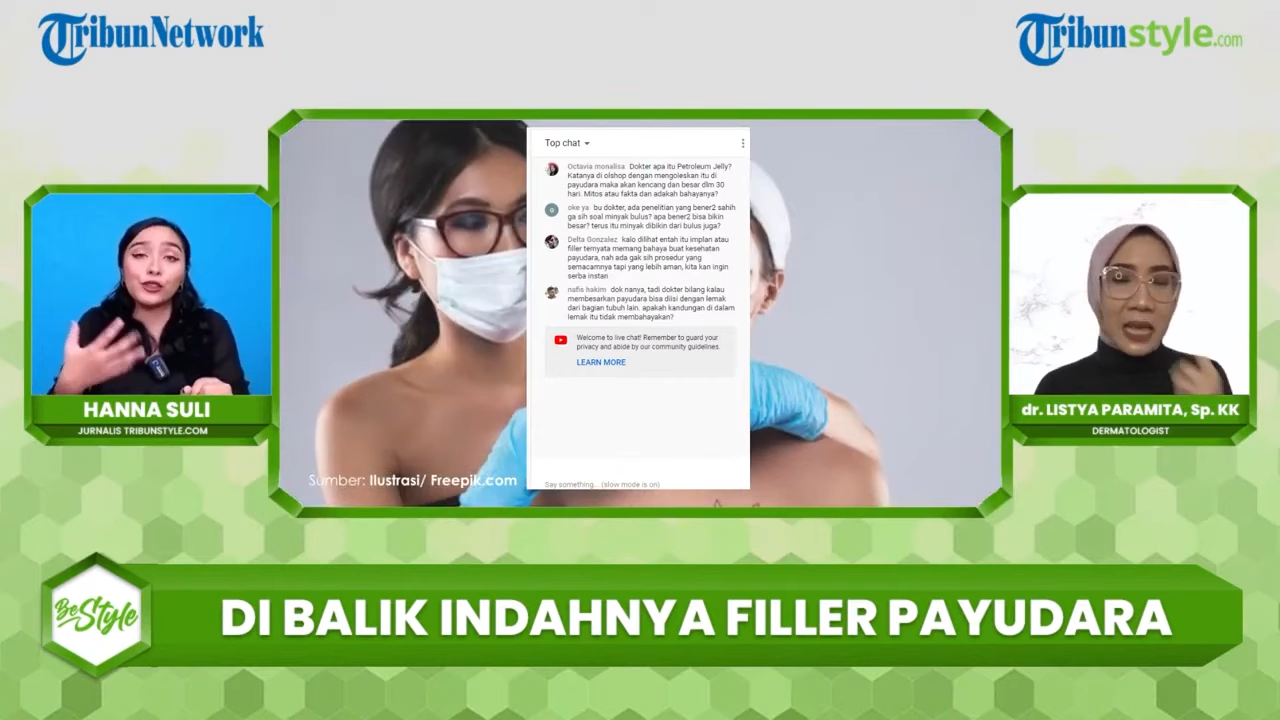 TribunNetwork
Tribunstyle.com
Top chat
Octavia monalisa Dokter apa itu Petroleum Jelly?
Katanya di olshop dengan mengoleskan itu di
payudara maka akan kencang dan besar dlm 30
hari. Mitos atau fakta dan adakah bahayanya?
oke ya bu dokter, ada penelitian yang bener2 sahih
ga sih soal minyak bulus? apa bener2 bisa bikin
besar? terus itu minyak dibikin dari bulus juga?
Delta Gonzalez kalo dilihat entah itu implan atau
filler ternyata memang bahaya buat kesehatan
payudara, nah ada gak sih prosedur yang
semacamnya tapi yang lebih aman, kita kan ingin
serba instan
nafis hakim dok nanya, tadi dokter bilang kalau
membesarkan payudara bisa diisi dengan lemak
dari bagian tubuh lain. apakah kandungan di dalam
lemak itu tidak membahayakan?
Welcome to live chat! Remember to guard your
privacy and abide by our community guidelines.
LEARN MORE
Say something... (slow mode is on)
Sumber: Ilustrasi/ Freepik.com
HANNA SULI
JURNALIS TRIBUNSTYLE.COM
dr. LISTYA PARAMITA, Sp. KK
DERMATOLOGIST
Be Style
DI BALIK INDAHNYA FILLER PAYUDARA